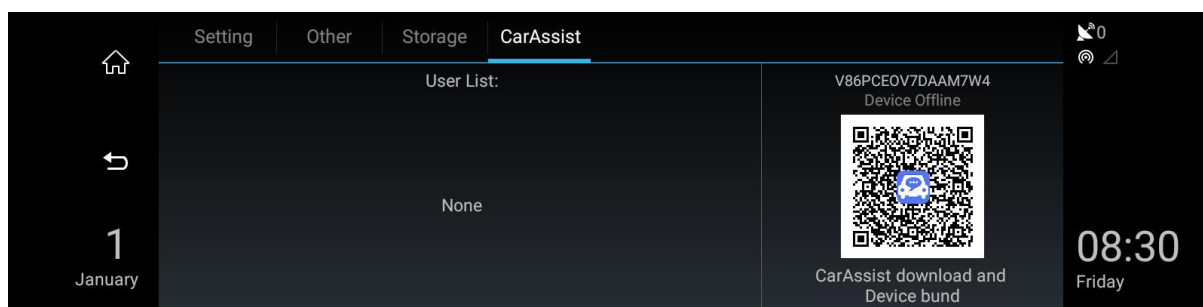 Setting
Other
Storage
CarAssist
0
User List:
None
V86PCEOV7DAAM7W4
Device Offline
CarAssist download and
Device bund
1
January
08:30
Friday